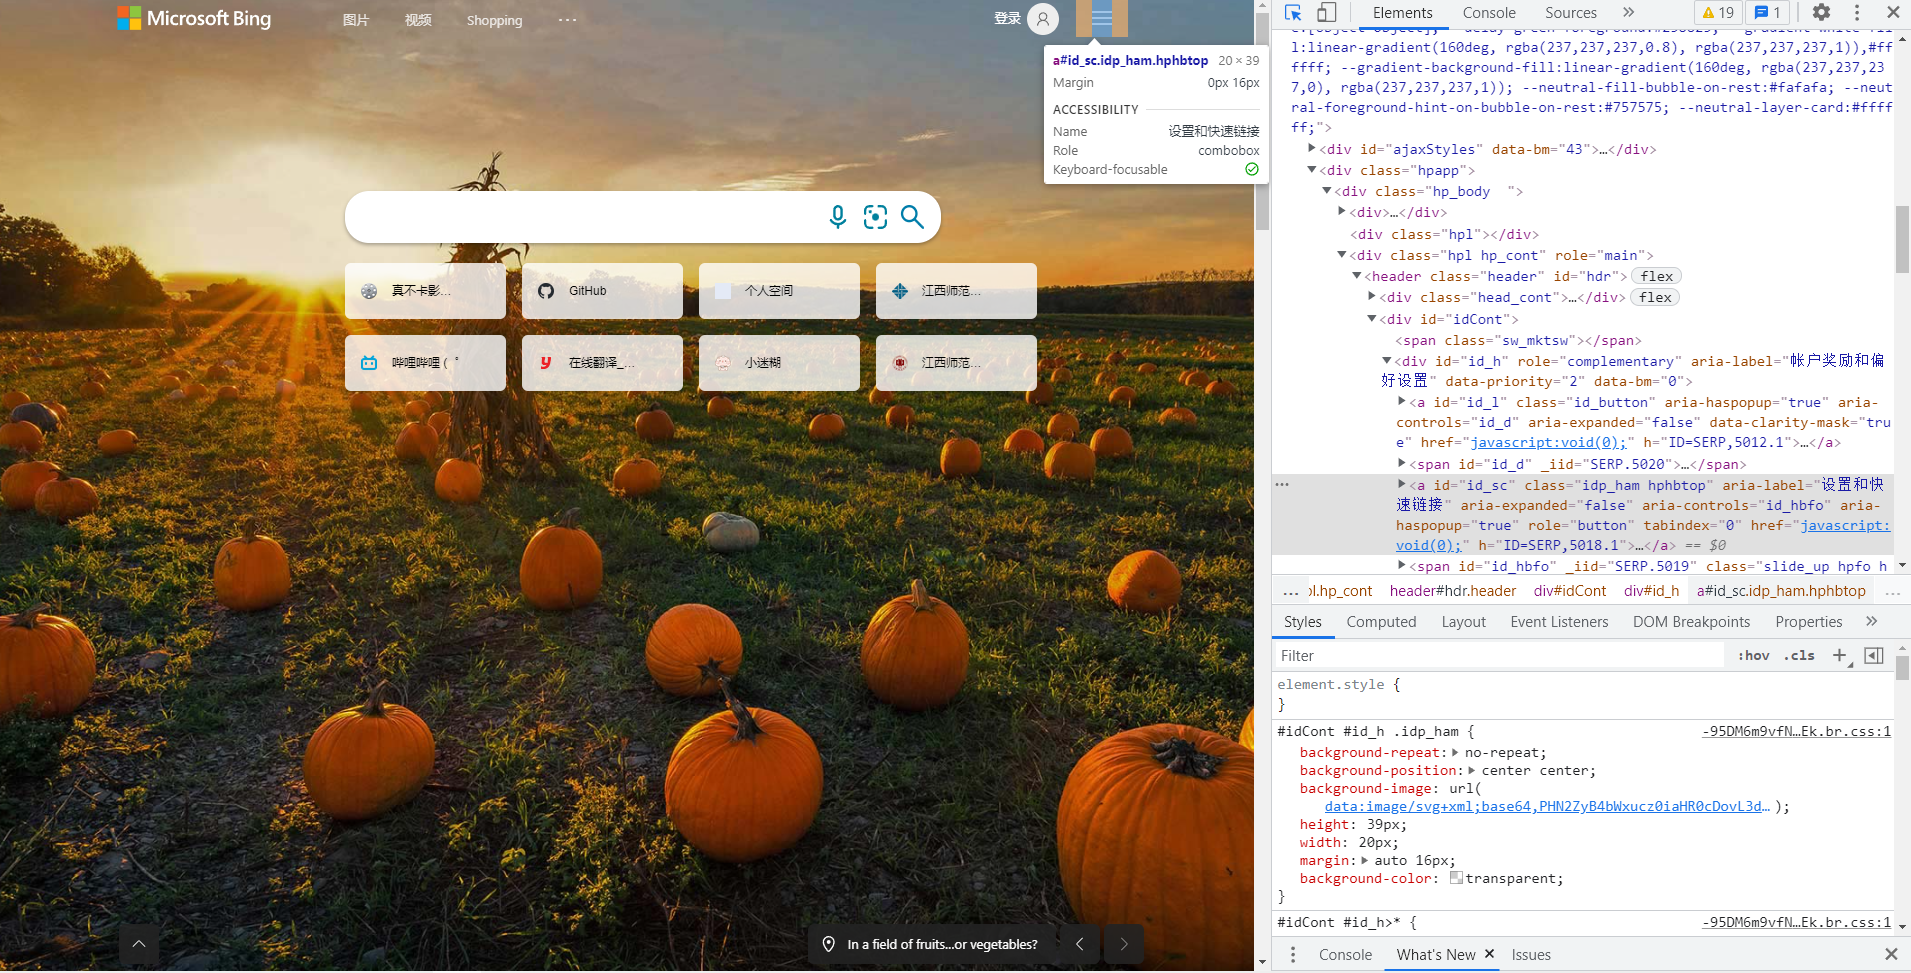 Microsoft Bing
图片 视频 Shopping ···
登录
a#id_sc.idp_ham.hphbtop 20 × 39
Margin 0px 16px
ACCESSIBILITY
Name 设置和快速链接
Role combobox
Keyboard-focusable
真不卡影...
GitHub
个人空间
江西师范...
哔哩哔哩 ( ゜
在线翻译_...
小迷糊
江西师范...
In a field of fruits...or vegetables?
Elements Console Sources » 19 1
ll:linear-gradient(160deg, rgba(237,237,237,0.8), rgba(237,237,237,1)),#ff
ffff; --gradient-background-fill:linear-gradient(160deg, rgba(237,237,23
7,0), rgba(237,237,237,1)); --neutral-fill-bubble-on-rest:#fafafa; --neut
ral-foreground-hint-on-bubble-on-rest:#757575; --neutral-layer-card:#ffff
ff;">
<div id="ajaxStyles" data-bm="43">…</div>
<div class="hpapp">
<div class="hp_body  ">
<div>…</div>
<div class="hpl"></div>
<div class="hpl hp_cont" role="main">
<header class="header" id="hdr"> flex
<div class="head_cont">…</div> flex
<div id="idCont">
<span class="sw_mktsw"></span>
<div id="id_h" role="complementary" aria-label="帐户奖励和偏
好设置" data-priority="2" data-bm="0">
<a id="id_l" class="id_button" aria-haspopup="true" aria-
controls="id_d" aria-expanded="false" data-clarity-mask="tru
e" href="javascript:void(0);" h="ID=SERP,5012.1">…</a>
<span id="id_d" _iid="SERP.5020">…</span>
<a id="id_sc" class="idp_ham hphbtop" aria-label="设置和快
速链接" aria-expanded="false" aria-controls="id_hbfo" aria-
haspopup="true" role="button" tabindex="0" href="javascript:
void(0);" h="ID=SERP,5018.1">…</a> == $0
<span id="id_hbfo" _iid="SERP.5019" class="slide_up hpfo h
… pl.hp_cont header#hdr.header div#idCont div#id_h a#id_sc.idp_ham.hphbtop …
Styles Computed Layout Event Listeners DOM Breakpoints Properties »
Filter :hov .cls +
element.style {
}
#idCont #id_h .idp_ham { -95DM6m9vfN…Ek.br.css:1
background-repeat: no-repeat;
background-position: center center;
background-image: url(
data:image/svg+xml;base64,PHN2ZyB4bWxucz0iaHR0cDovL3d… );
height: 39px;
width: 20px;
margin: auto 16px;
background-color: transparent;
}
#idCont #id_h>* { -95DM6m9vfN…Ek.br.css:1
Console What's New × Issues